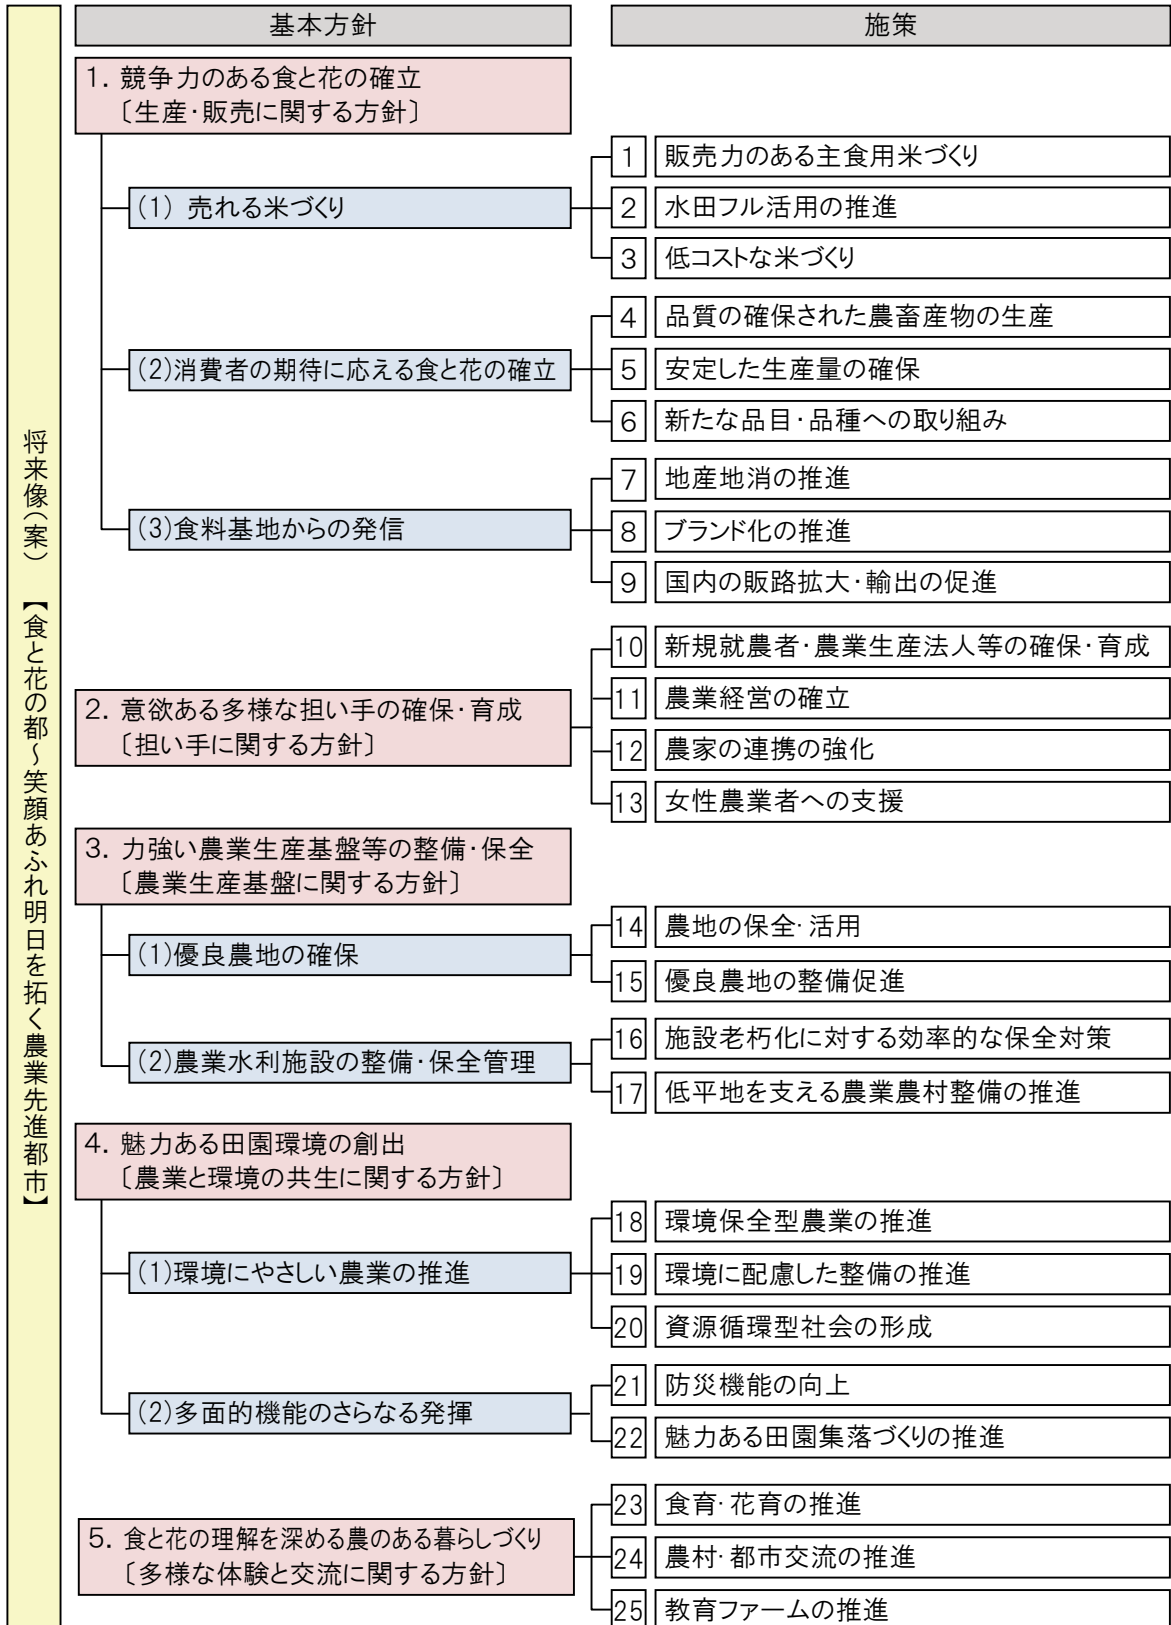 将来像（案）　【食と花の都～笑顔あふれ明日を拓く農業先進都市】
基本方針
施策
1．競争力のある食と花の確立
〔生産・販売に関する方針〕
(1) 売れる米づくり
1 販売力のある主食用米づくり
2 水田フル活用の推進
3 低コストな米づくり
(2)消費者の期待に応える食と花の確立
4 品質の確保された農畜産物の生産
5 安定した生産量の確保
6 新たな品目・品種への取り組み
(3)食料基地からの発信
7 地産地消の推進
8 ブランド化の推進
9 国内の販路拡大・輸出の促進
2．意欲ある多様な担い手の確保・育成
〔担い手に関する方針〕
10 新規就農者・農業生産法人等の確保・育成
11 農業経営の確立
12 農家の連携の強化
13 女性農業者への支援
3．力強い農業生産基盤等の整備・保全
〔農業生産基盤に関する方針〕
(1)優良農地の確保
14 農地の保全・活用
15 優良農地の整備促進
(2)農業水利施設の整備・保全管理
16 施設老朽化に対する効率的な保全対策
17 低平地を支える農業農村整備の推進
4．魅力ある田園環境の創出
〔農業と環境の共生に関する方針〕
(1)環境にやさしい農業の推進
18 環境保全型農業の推進
19 環境に配慮した整備の推進
20 資源循環型社会の形成
(2)多面的機能のさらなる発揮
21 防災機能の向上
22 魅力ある田園集落づくりの推進
5．食と花の理解を深める農のある暮らしづくり
〔多様な体験と交流に関する方針〕
23 食育・花育の推進
24 農村・都市交流の推進
25 教育ファームの推進